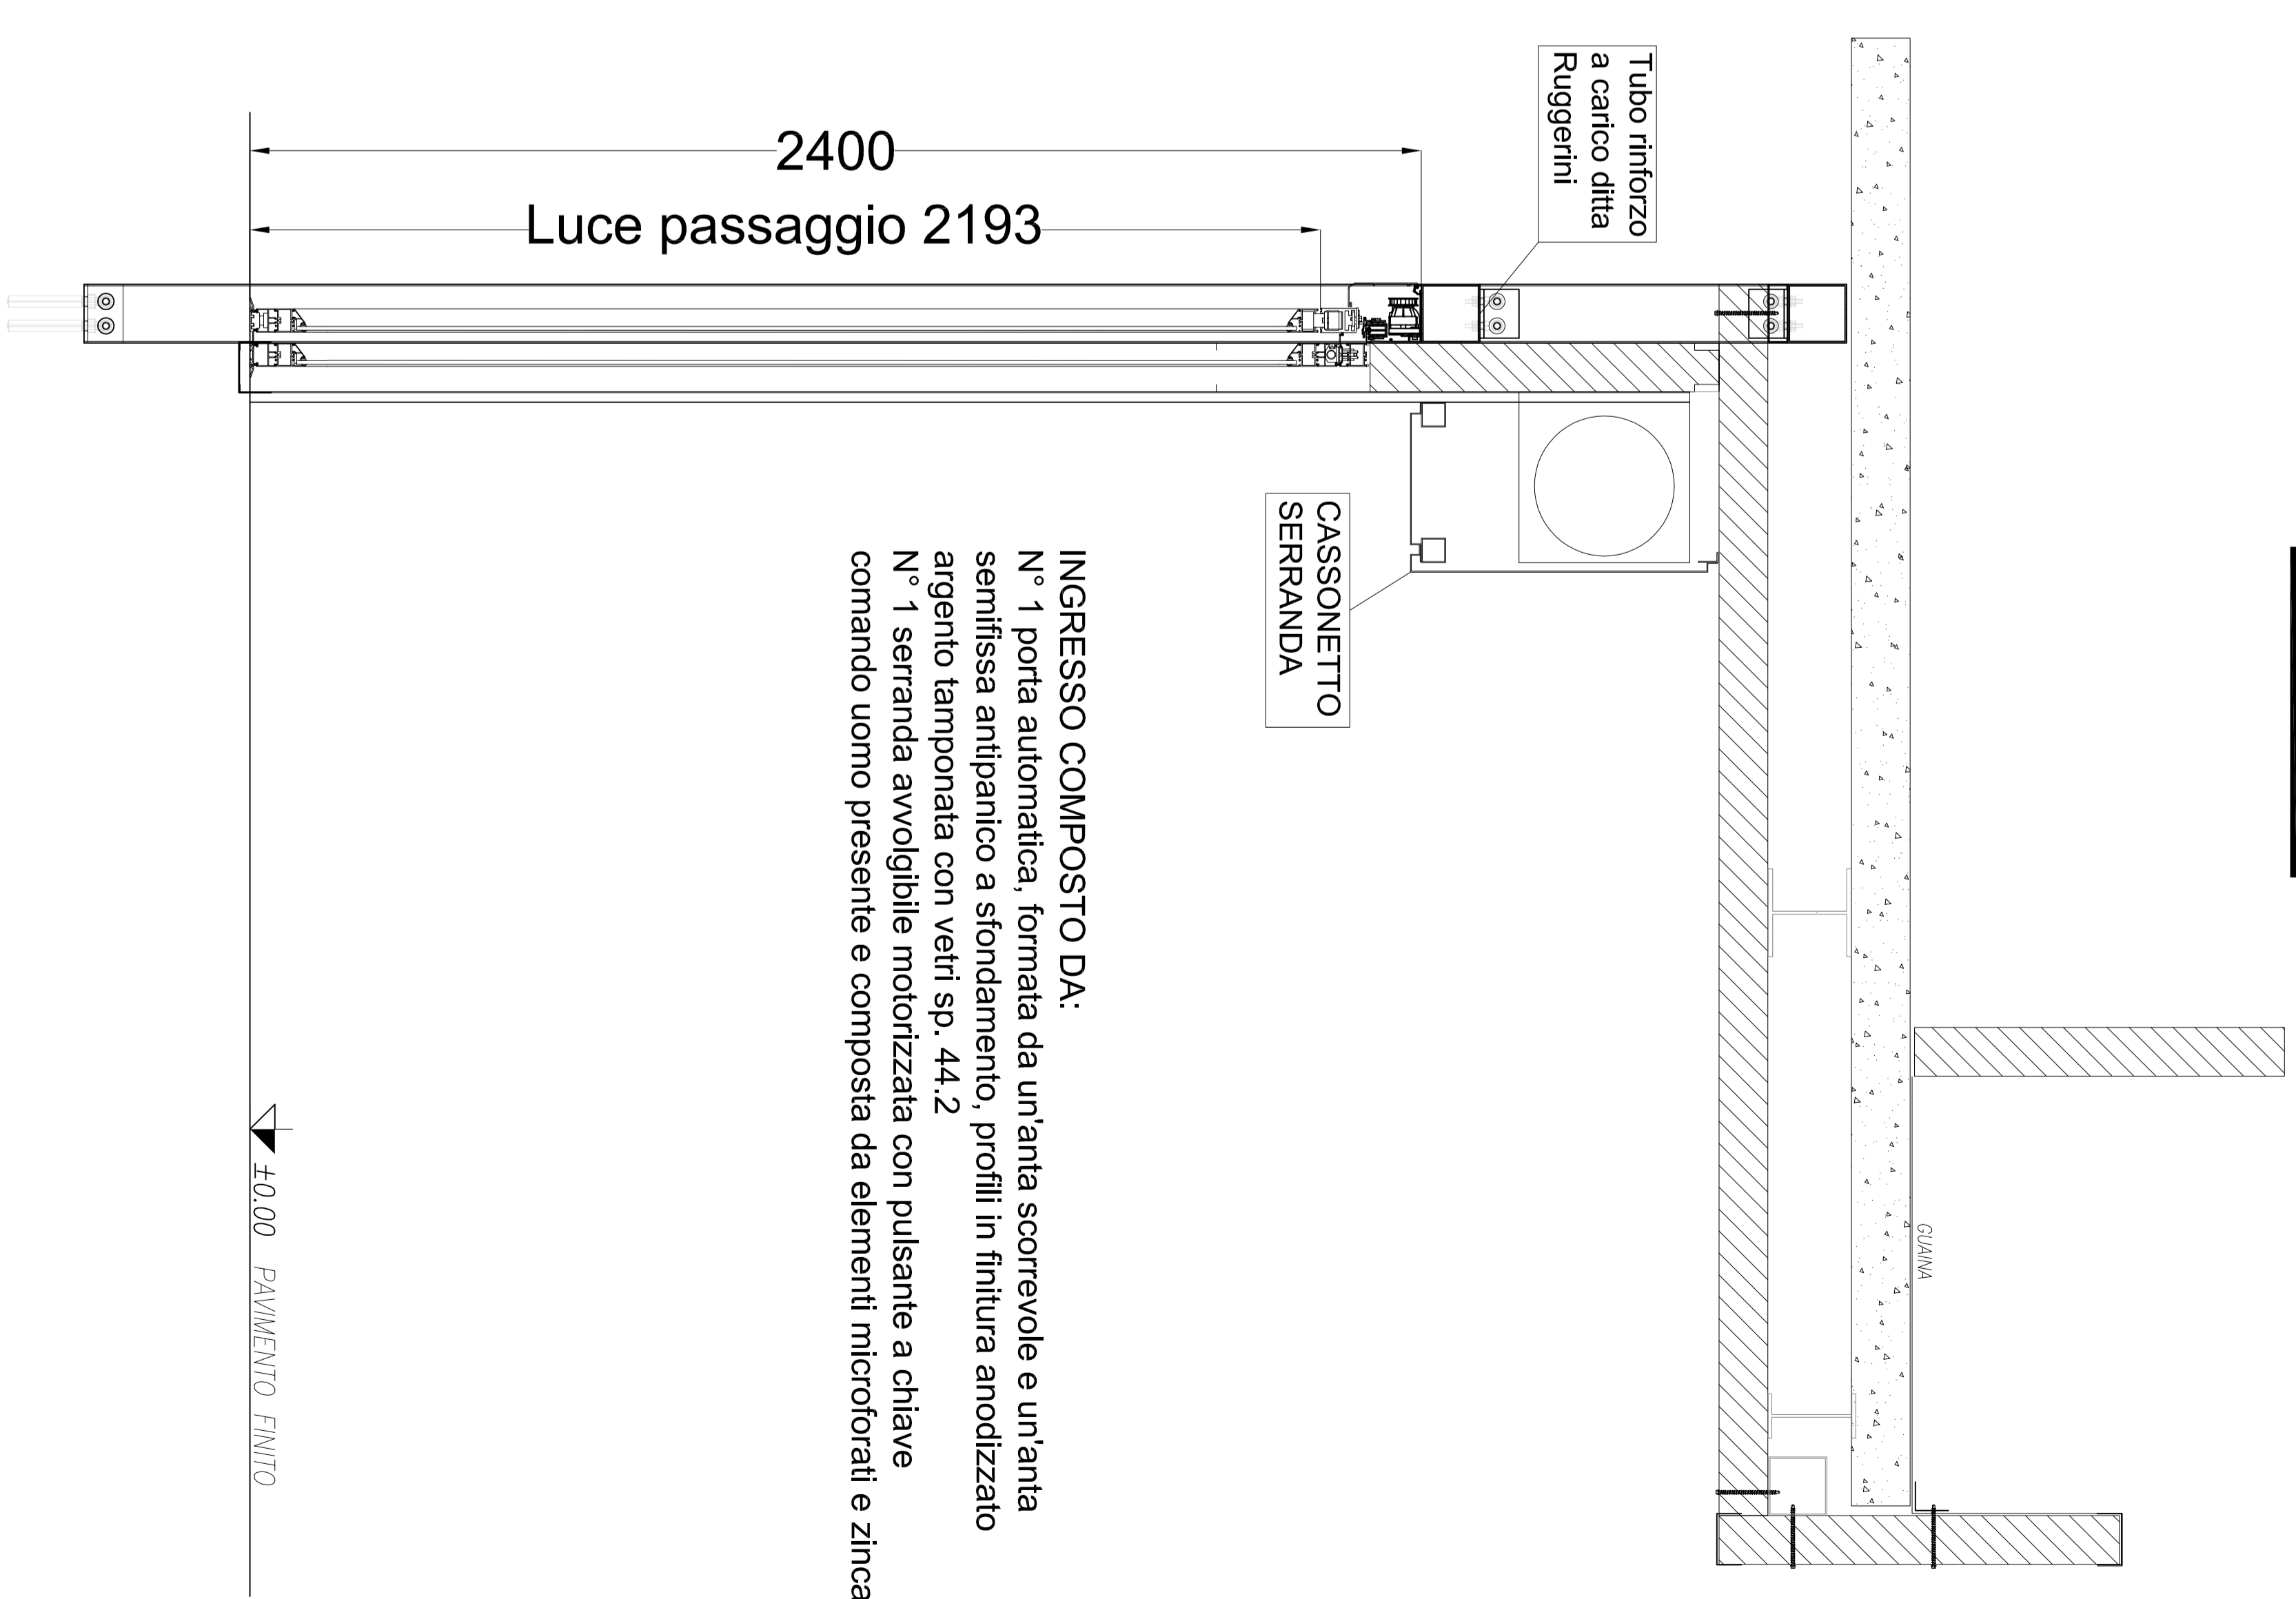 Tubo rinforzo
a carico ditta
Ruggerini
2400
Luce passaggio 2193
CASSONETTO
SERRANDA
INGRESSO COMPOSTO DA:
N° 1 porta automatica, formata da un'anta scorrevole e un'anta
semifissa antipanico a sfondamento, profili in finitura anodizzato
argento tamponata con vetri sp. 44.2
N° 1 serranda avvolgibile motorizzata con pulsante a chiave
comando uomo presente e composta da elementi microforati e zinca
GUAINA
±0.00 PAVIMENTO FINITO